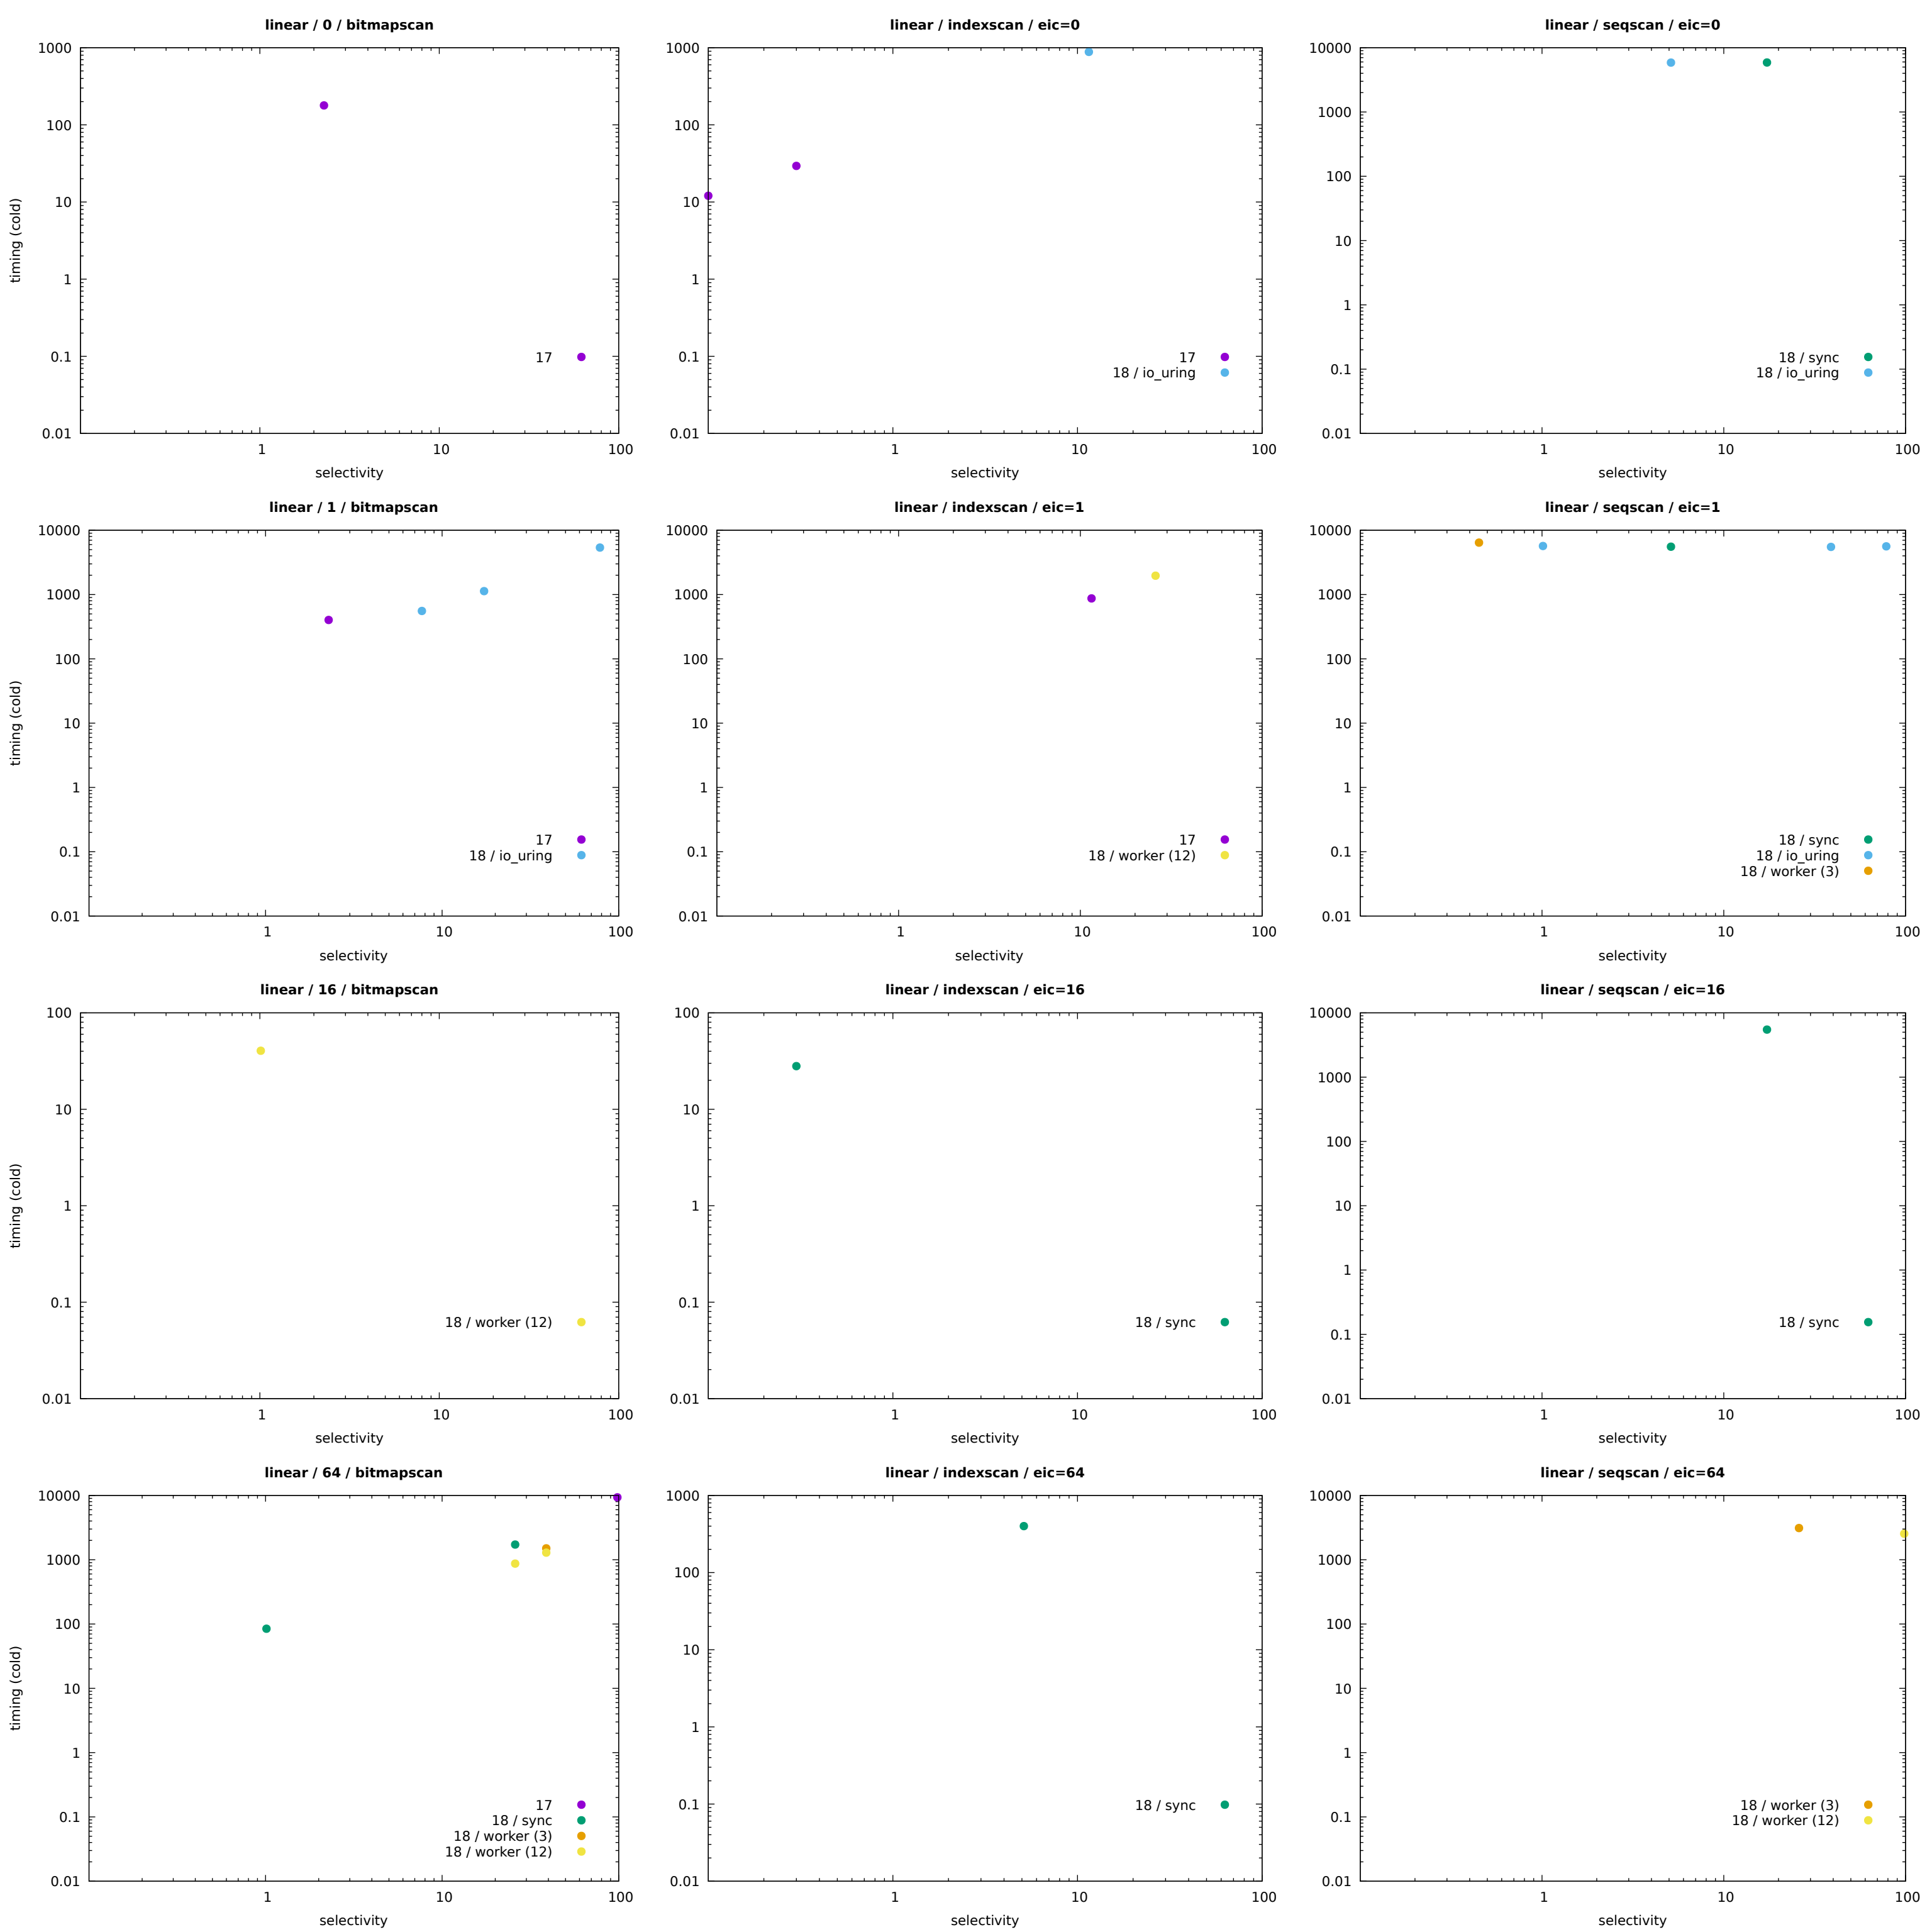 linear / 0 / bitmapscan
timing (cold)
1000
100
10
1
0.1
0.01
1 10 100
selectivity
17
linear / indexscan / eic=0
1000
100
10
1
0.1
0.01
1 10 100
selectivity
17
18 / io_uring
linear / seqscan / eic=0
10000
1000
100
10
1
0.1
0.01
1 10 100
selectivity
18 / sync
18 / io_uring
linear / 1 / bitmapscan
timing (cold)
10000
1000
100
10
1
0.1
0.01
1 10 100
selectivity
17
18 / io_uring
linear / indexscan / eic=1
10000
1000
100
10
1
0.1
0.01
1 10 100
selectivity
17
18 / worker (12)
linear / seqscan / eic=1
10000
1000
100
10
1
0.1
0.01
1 10 100
selectivity
18 / sync
18 / io_uring
18 / worker (3)
linear / 16 / bitmapscan
timing (cold)
100
10
1
0.1
0.01
1 10 100
selectivity
18 / worker (12)
linear / indexscan / eic=16
100
10
1
0.1
0.01
1 10 100
selectivity
18 / sync
linear / seqscan / eic=16
10000
1000
100
10
1
0.1
0.01
1 10 100
selectivity
18 / sync
linear / 64 / bitmapscan
timing (cold)
10000
1000
100
10
1
0.1
0.01
1 10 100
selectivity
17
18 / sync
18 / worker (3)
18 / worker (12)
linear / indexscan / eic=64
1000
100
10
1
0.1
0.01
1 10 100
selectivity
18 / sync
linear / seqscan / eic=64
10000
1000
100
10
1
0.1
0.01
1 10 100
selectivity
18 / worker (3)
18 / worker (12)